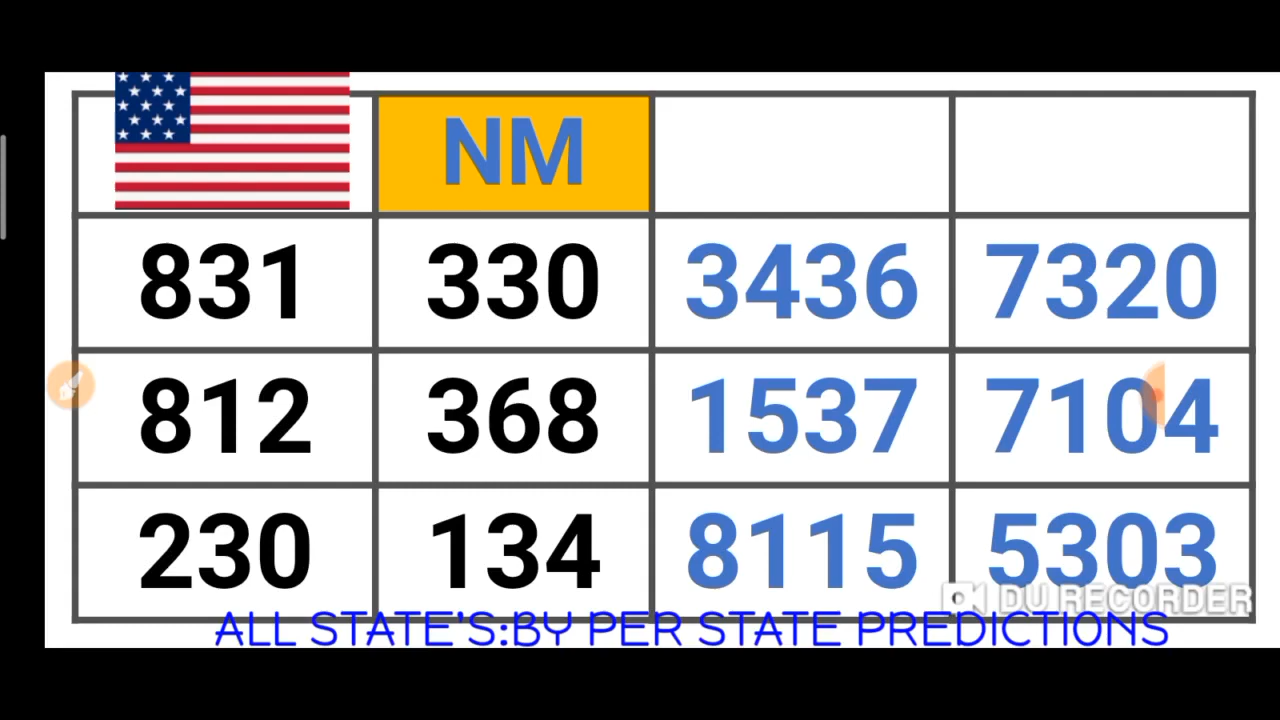 NM
831 330 3436 7320
812 368 1537 7104
230 134 8115 5303
DU RECORDER
ALL STATE'S:BY PER STATE PREDICTIONS